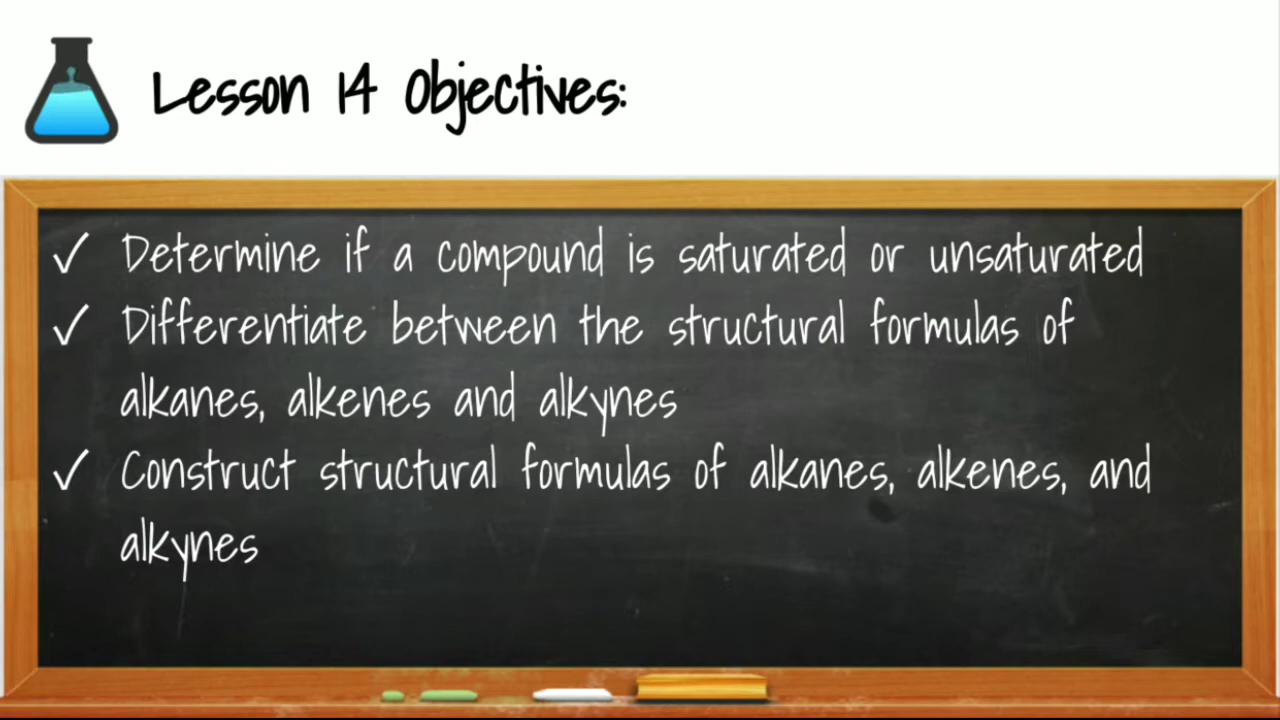 Lesson 14 Objectives:
✓ Determine if a compound is saturated or unsaturated
✓ Differentiate between the structural formulas of
alkanes, alkenes and alkynes
✓ Construct structural formulas of alkanes, alkenes, and
alkynes